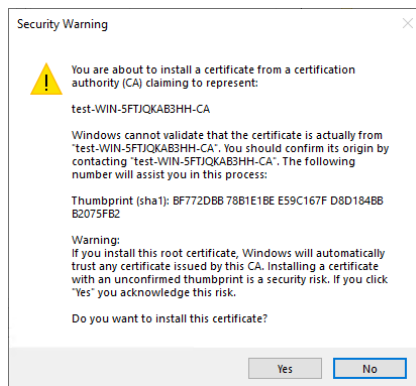 Security Warning
You are about to install a certificate from a certification
authority (CA) claiming to represent:
test-WIN-5FTJQKAB3HH-CA
Windows cannot validate that the certificate is actually from
"test-WIN-5FTJQKAB3HH-CA". You should confirm its origin by
contacting "test-WIN-5FTJQKAB3HH-CA". The following
number will assist you in this process:
Thumbprint (sha1): BF772DBB 78B1E1BE E59C167F D8D184BB
B2075FB2
Warning:
If you install this root certificate, Windows will automatically
trust any certificate issued by this CA. Installing a certificate
with an unconfirmed thumbprint is a security risk. If you click
"Yes" you acknowledge this risk.
Do you want to install this certificate?
Yes
No